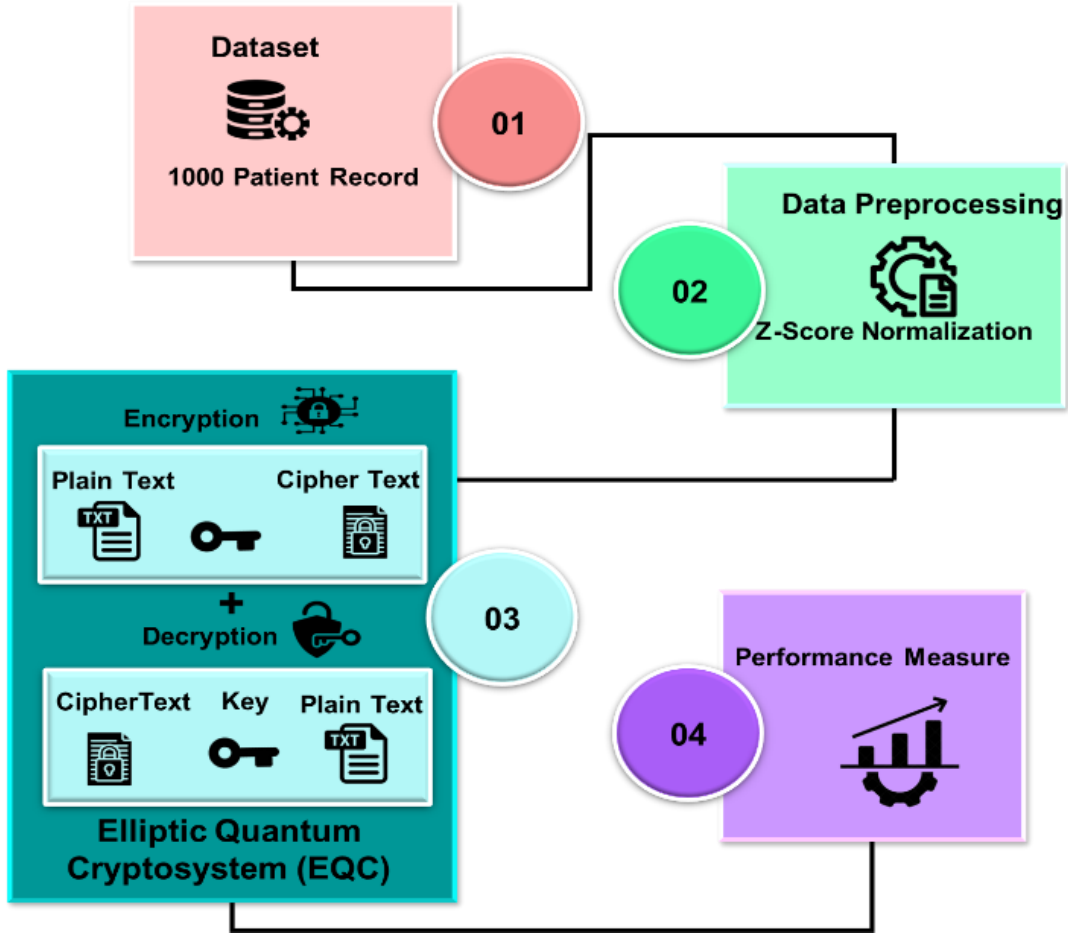 Dataset
1000 Patient Record
01
Data Preprocessing
02
Z-Score Normalization
Encryption
Plain Text
Cipher Text
TXT
+
Decryption
03
CipherText
Key
Plain Text
TXT
Elliptic Quantum
Cryptosystem (EQC)
Performance Measure
04